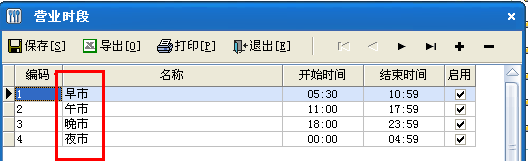 营业时段
保存[S] 导出[O] 打印[P] 退出[E]
编码 名称 开始时间 结束时间 启用
1 早市 05:30 10:59
2 午市 11:00 17:59
3 晚市 18:00 23:59
4 夜市 00:00 04:59